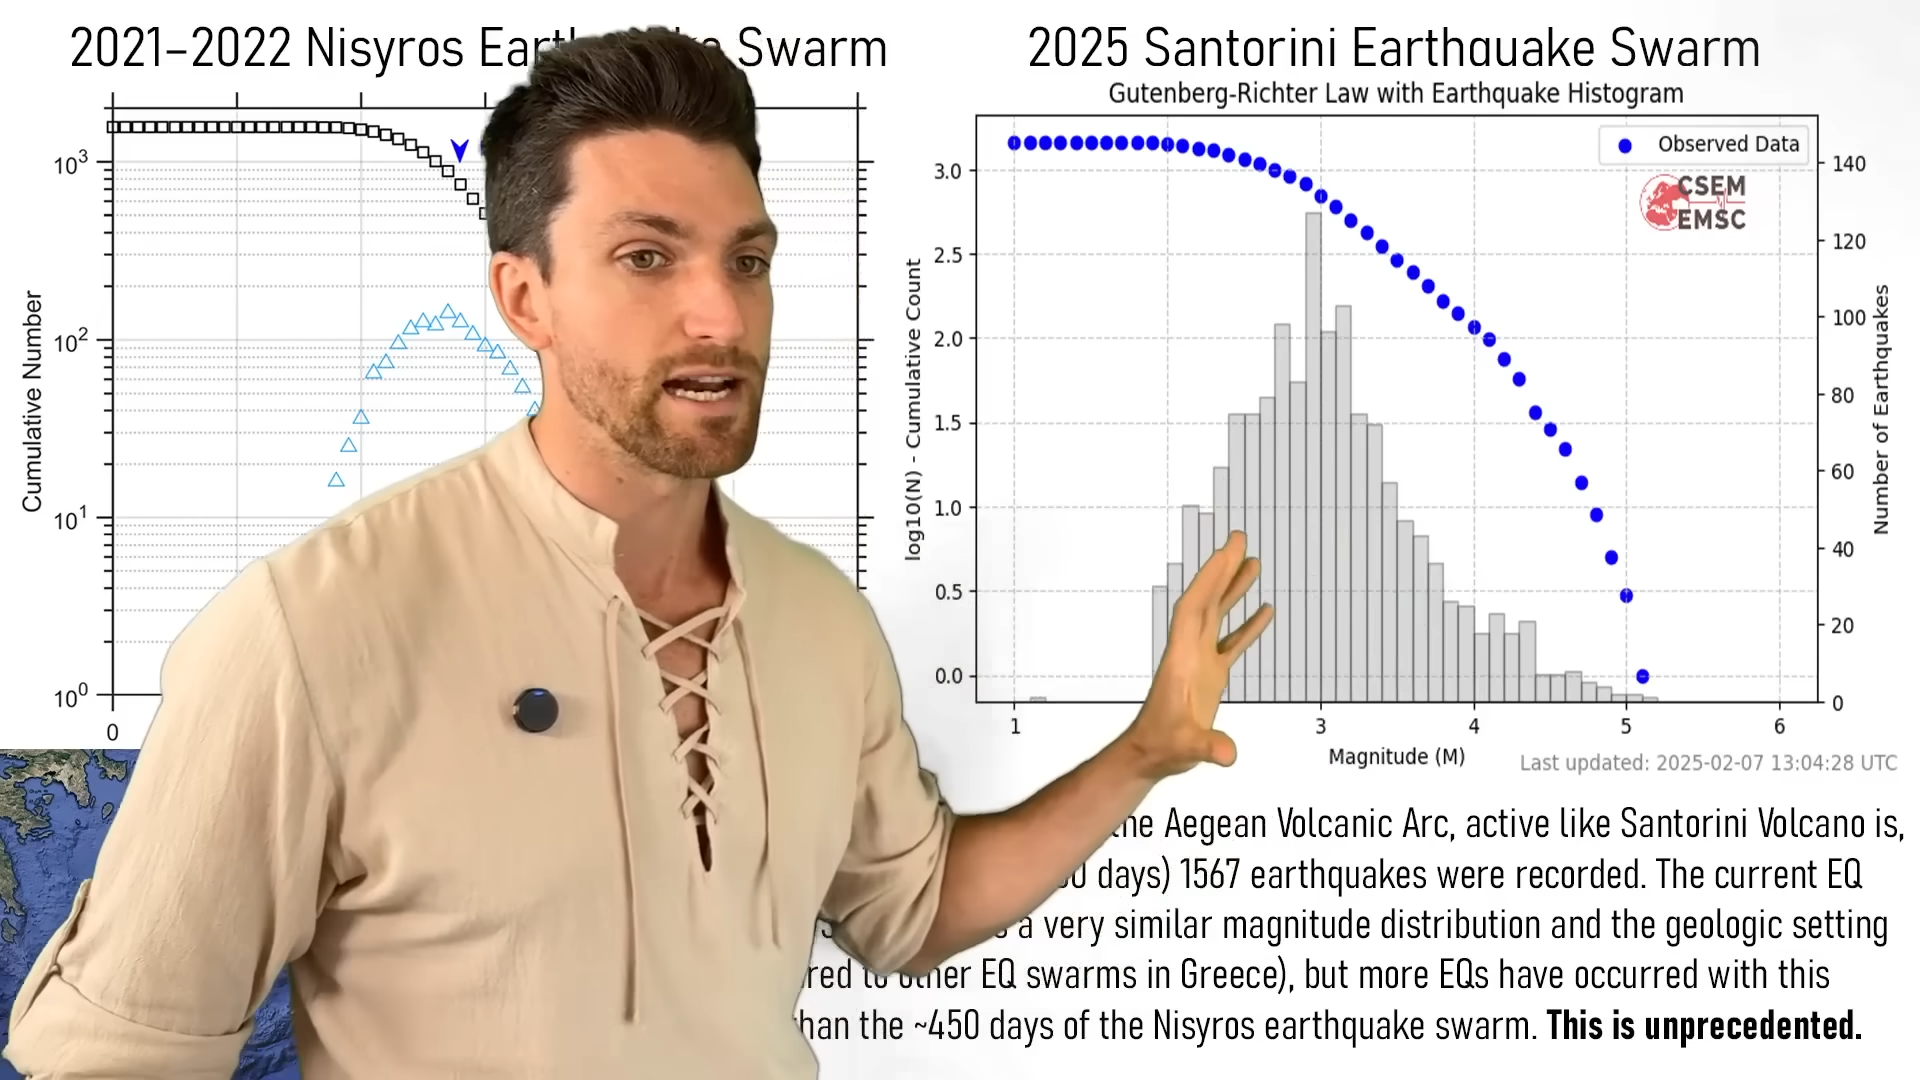 2021–2022 Nisyros Swarm
2025 Santorini Earthquake Swarm
Gutenberg-Richter Law with Earthquake Histogram
Cumulative Number
10³
10²
10¹
10⁰
0
log10(N) - Cumulative Count
3.0
2.5
2.0
1.5
1.0
0.5
0.0
Observed Data
CSEM
EMSC
140
120
100
80
60
40
20
0
Number of Earthquakes
1
3
4
5
6
Magnitude (M)
Last updated: 2025-02-07 13:04:28 UTC
the Aegean Volcanic Arc, active like Santorini Volcano is,
days) 1567 earthquakes were recorded. The current EQ
a very similar magnitude distribution and the geologic setting
to other EQ swarms in Greece), but more EQs have occurred with this
than the ~450 days of the Nisyros earthquake swarm. This is unprecedented.